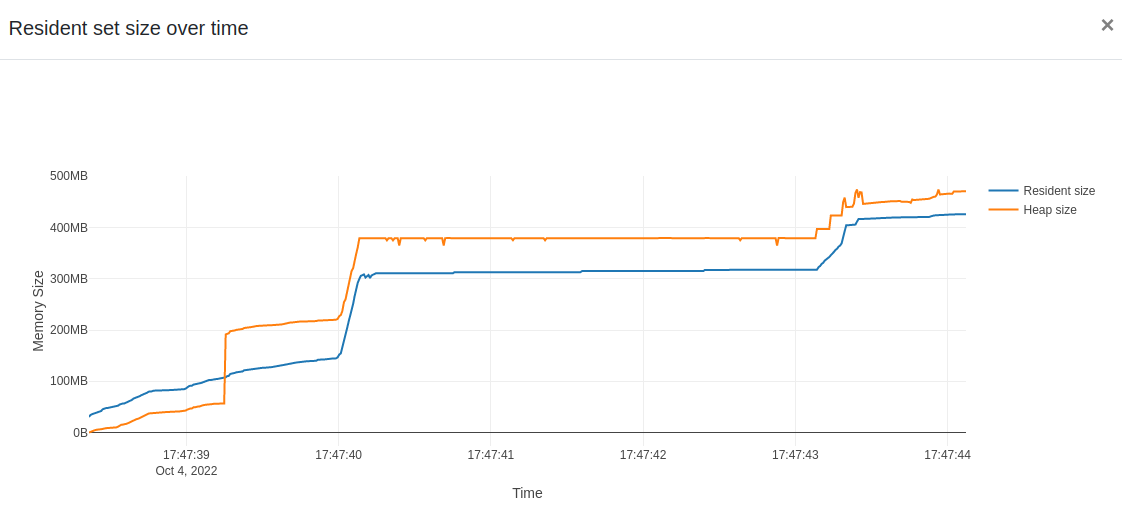 Resident set size over time
×
500MB
400MB
300MB
200MB
100MB
0B
Memory Size
17:47:39
Oct 4, 2022
17:47:40
17:47:41
17:47:42
17:47:43
17:47:44
Time
Resident size
Heap size